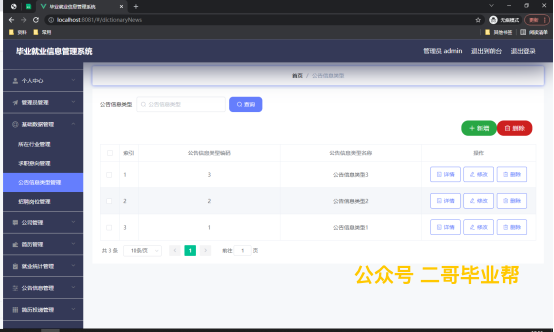 毕业就业信息管理系统
localhost:8081/#/dictionaryNews
无痕模式
更新
资料
常用
其他书签
阅读清单
毕业就业信息管理系统
管理员 admin
退出到前台
退出登录
个人中心
管理员管理
基础数据管理
所在行业管理
求职意向管理
公告信息类型管理
招聘岗位管理
公司管理
简历管理
就业统计管理
公告信息管理
简历投递管理
首页 / 公告信息类型
公告信息类型
公告信息类型
查询
+ 新增
删除
索引 公告信息类型编码 公告信息类型名称 操作
1 3 公告信息类型3 详情 修改 删除
2 2 公告信息类型2 详情 修改 删除
3 1 公告信息类型1 详情 修改 删除
共 3 条 10条/页 < 1 > 前往 1 页
公众号 二哥毕业帮